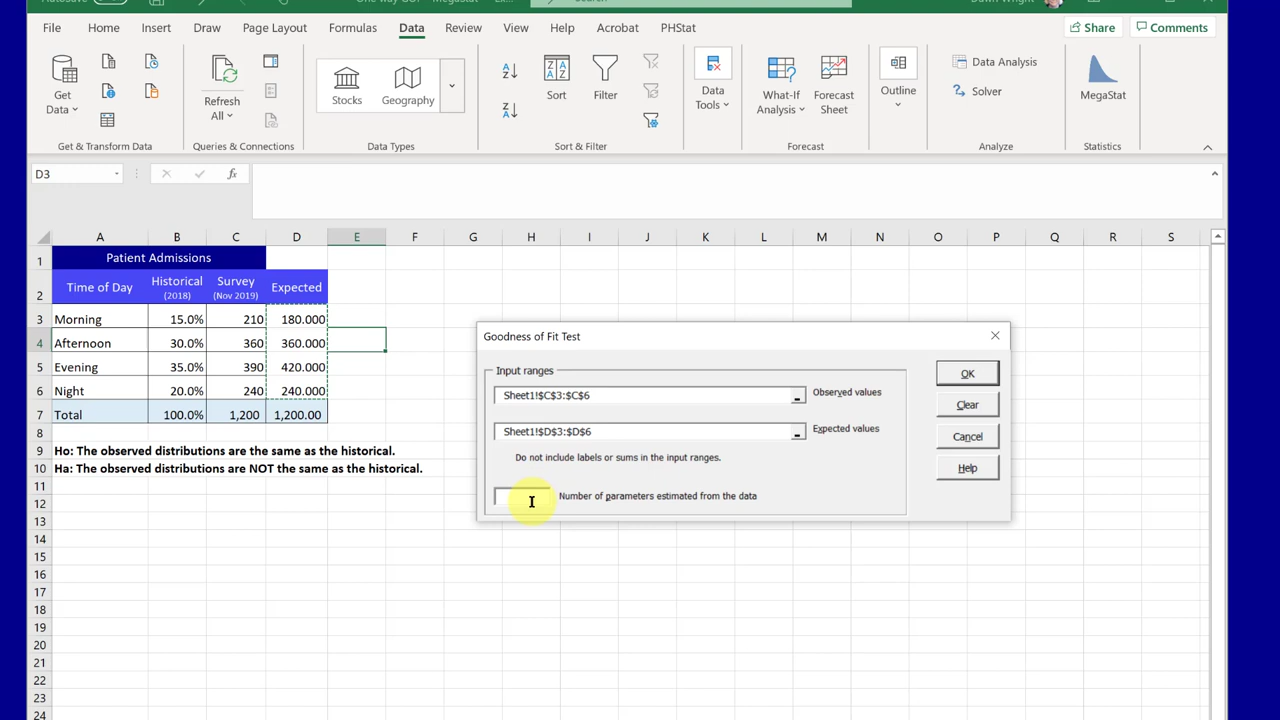 File Home Insert Draw Page Layout Formulas Data Review View Help Acrobat PHStat Share Comments
Get Data
Refresh All
Stocks Geography
Sort Filter
Data Tools
What-If Analysis
Forecast Sheet
Outline
Data Analysis
Solver
MegaStat
Get & Transform Data Queries & Connections Data Types Sort & Filter Forecast Analyze Statistics
D3 fx
A B C D E F G H I J K L M N O P Q R S
1 Patient Admissions
2 Time of Day Historical (2018) Survey (Nov 2019) Expected
3 Morning 15.0% 210 180.000
4 Afternoon 30.0% 360 360.000
5 Evening 35.0% 390 420.000
6 Night 20.0% 240 240.000
7 Total 100.0% 1,200 1,200.00
8
9 Ho: The observed distributions are the same as the historical.
10 Ha: The observed distributions are NOT the same as the historical.
11
12
13
14
15
16
17
18
19
20
21
22
23
24
Goodness of Fit Test
Input ranges
Sheet1!$C$3:$C$6 Observed values
Sheet1!$D$3:$D$6 Expected values
Do not include labels or sums in the input ranges.
Number of parameters estimated from the data
OK
Clear
Cancel
Help